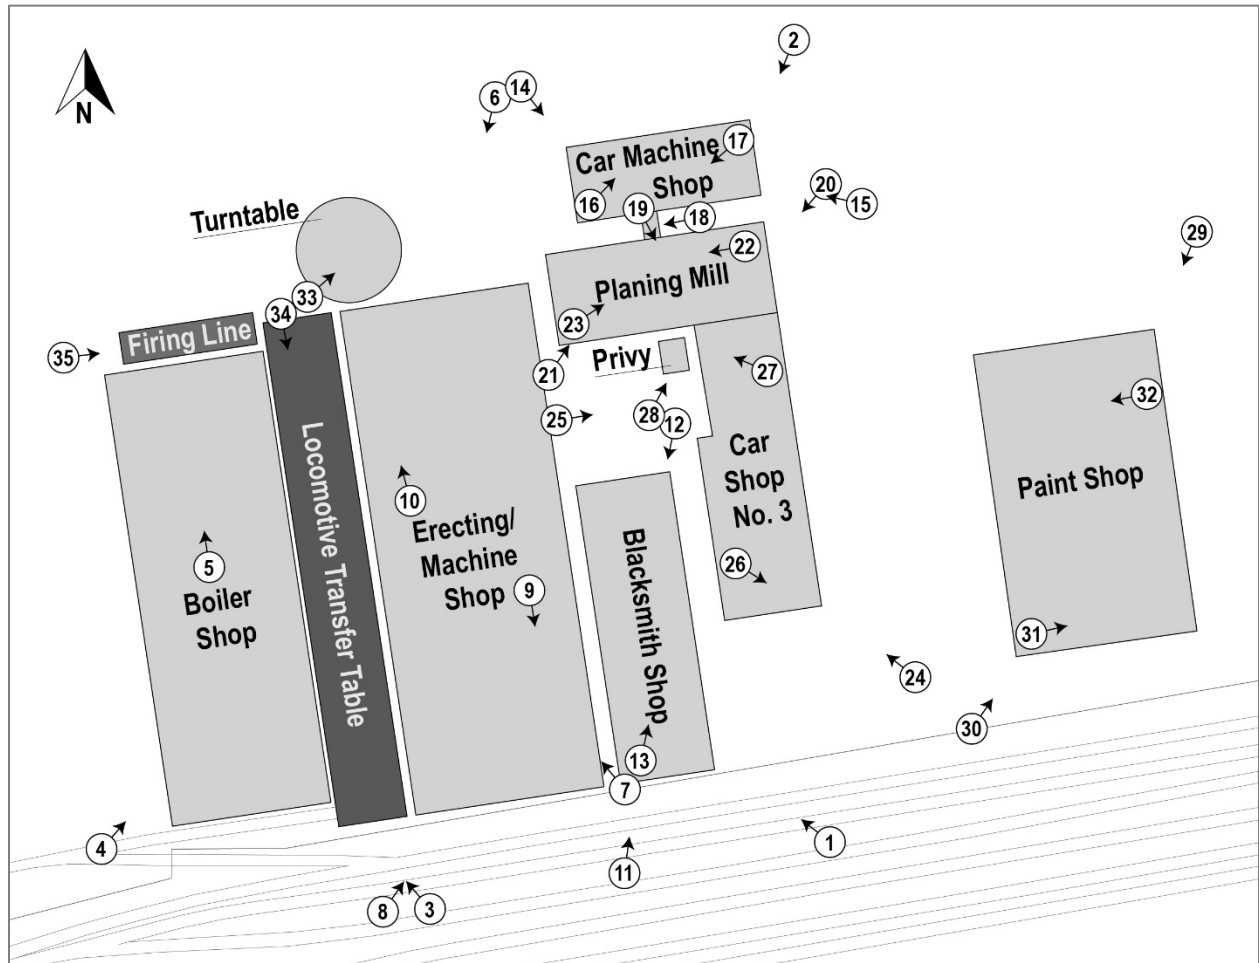 2
6
14
N
Car Machine
Shop
17
16
19
18
20
15
Turntable
22
29
Planing Mill
33
34
23
Firing Line
35
Privy
21
27
25
28
12
32
Locomotive Transfer Table
10
Car
Shop
No. 3
Paint Shop
Erecting/
Machine
Shop
5
Boiler
Shop
9
Blacksmith Shop
26
31
24
30
13
7
4
11
1
8
3